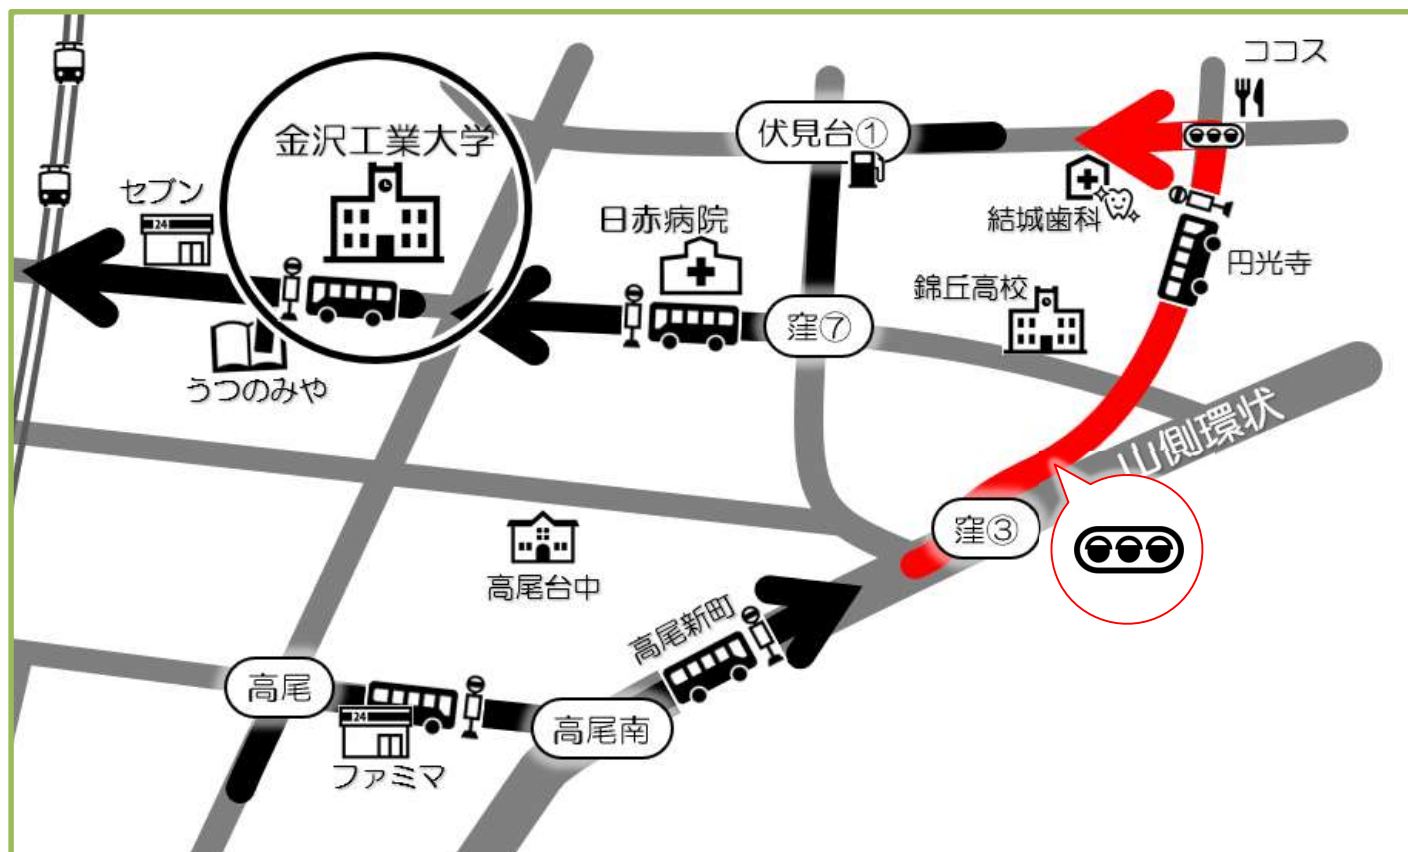 ココス
伏見台①
金沢工業大学
セブン
24
日赤病院
結城歯科
円光寺
錦丘高校
窪⑦
うつのみや
山側環状
窪③
高尾台中
高尾新町
高尾
高尾南
24
ファミマ